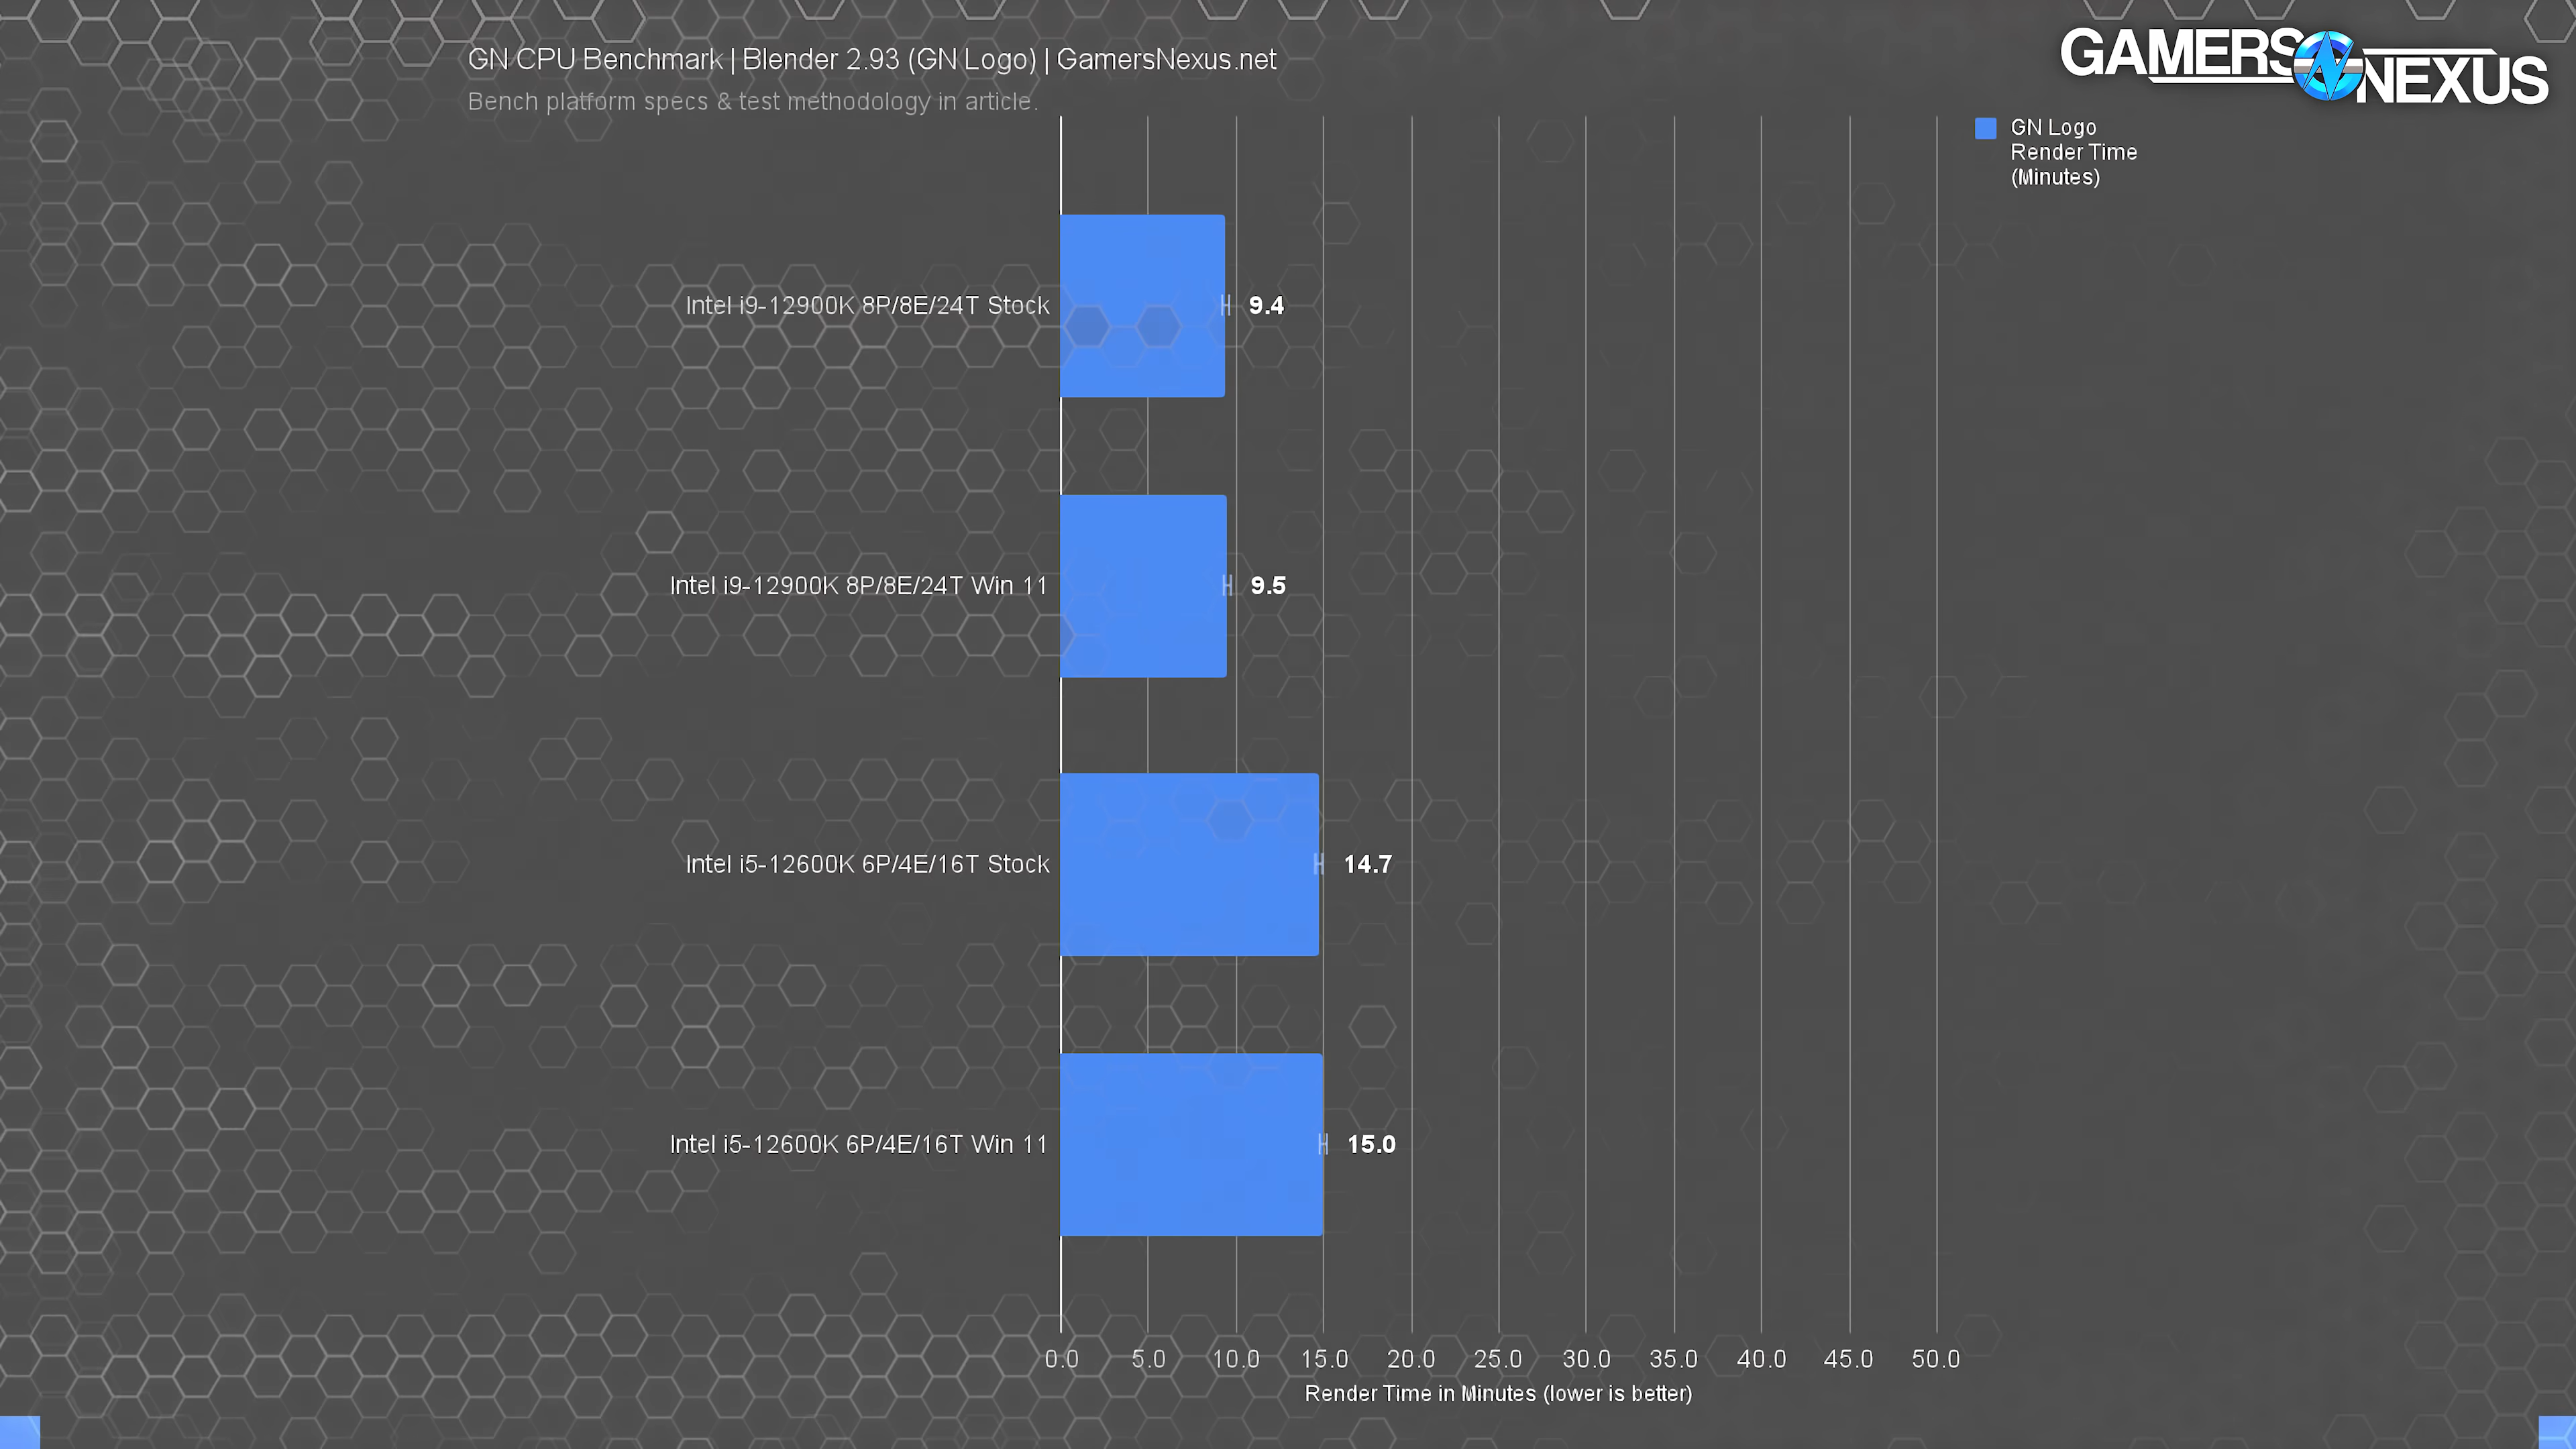 GN CPU Benchmark | Blender 2.93 (GN Logo) | GamersNexus.net
Bench platform specs & test methodology in article.
GAMERS NEXUS
GN Logo
Render Time
(Minutes)
Intel i9-12900K 8P/8E/24T Stock 9.4
Intel i9-12900K 8P/8E/24T Win 11 9.5
Intel i5-12600K 6P/4E/16T Stock 14.7
Intel i5-12600K 6P/4E/16T Win 11 15.0
0.0 5.0 10.0 15.0 20.0 25.0 30.0 35.0 40.0 45.0 50.0
Render Time in Minutes (lower is better)